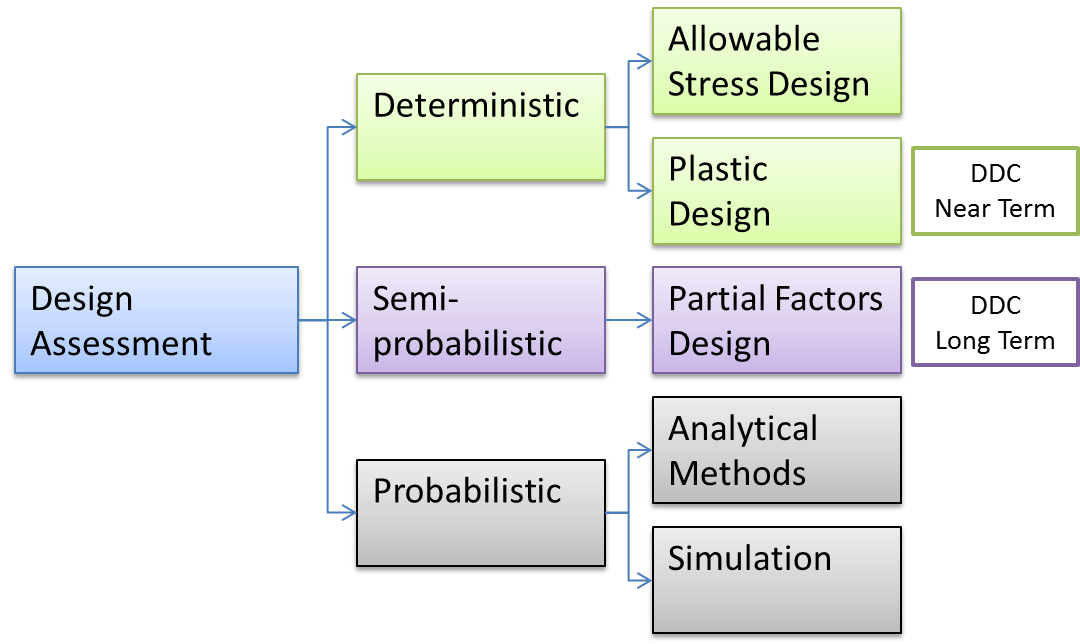 Design
Assessment
Deterministic
Allowable
Stress Design
Plastic
Design
DDC
Near Term
Semi-
probabilistic
Partial Factors
Design
DDC
Long Term
Probabilistic
Analytical
Methods
Simulation